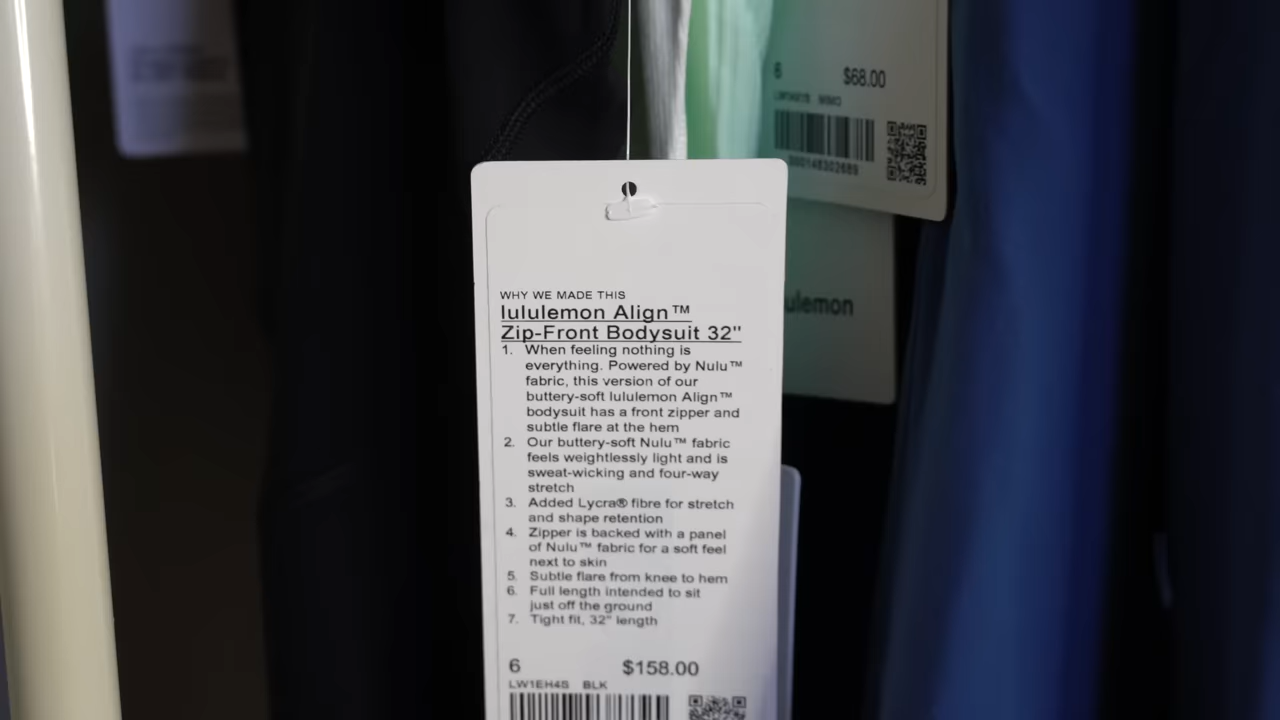 WHY WE MADE THIS
lululemon Align™
Zip-Front Bodysuit 32"
1. When feeling nothing is
everything. Powered by Nulu™
fabric, this version of our
buttery-soft lululemon Align™
bodysuit has a front zipper and
subtle flare at the hem
2. Our buttery-soft Nulu™ fabric
feels weightlessly light and is
sweat-wicking and four-way
stretch
3. Added Lycra® fibre for stretch
and shape retention
4. Zipper is backed with a panel
of Nulu™ fabric for a soft feel
next to skin
5. Subtle flare from knee to hem
6. Full length intended to sit
just off the ground
7. Tight fit, 32" length
6 $158.00
LW1EH4S BLK
6 $68.00
ulemon